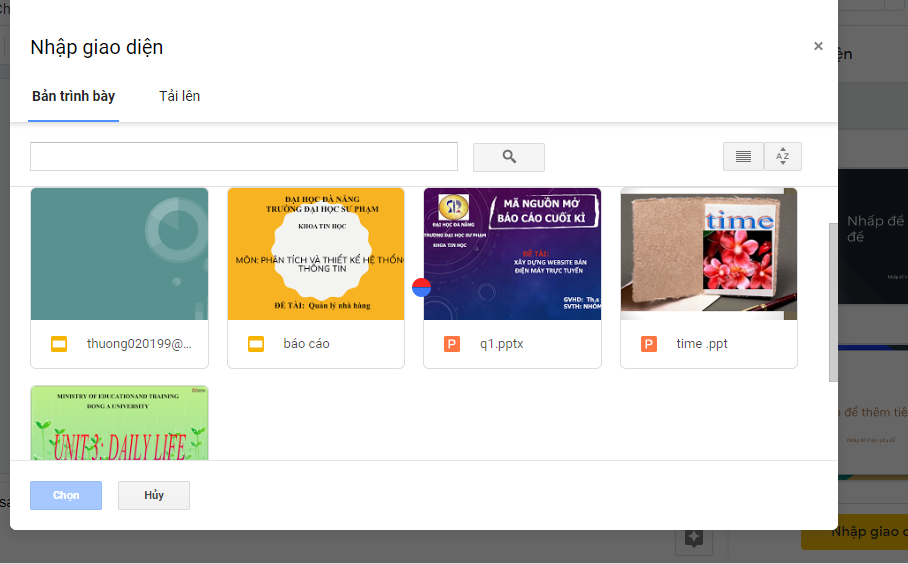 Nhập giao diện
×
Bản trình bày
Tải lên
AZ
ĐẠI HỌC ĐÀ NẴNG
TRƯỜNG ĐẠI HỌC SƯ PHẠM
KHOA TIN HỌC
MÔN: PHÂN TÍCH VÀ THIẾT KẾ HỆ THỐNG
THÔNG TIN
ĐỀ TÀI: Quản lý nhà hàng
MÃ NGUỒN MỞ
BÁO CÁO CUỐI KÌ
ĐẠI HỌC ĐÀ NẴNG
TRƯỜNG ĐẠI HỌC SƯ PHẠM
KHOA TIN HỌC
ĐỀ TÀI:
XÂY DỰNG WEBSITE BÁN
ĐIỆN MÁY TRỰC TUYẾN
GVHD: Th,s
SVTH: NHÓM
time
thuong020199@...
báo cáo
P
q1.pptx
P
time .ppt
MINISTRY OF EDUCATIONAND TRAINING
DONG A UNIVERSITY
UNIT 3: DAILY LIFE
Chọn
Hủy
ện
Nhấp để
đề
để thêm tiê
Nhập giao d